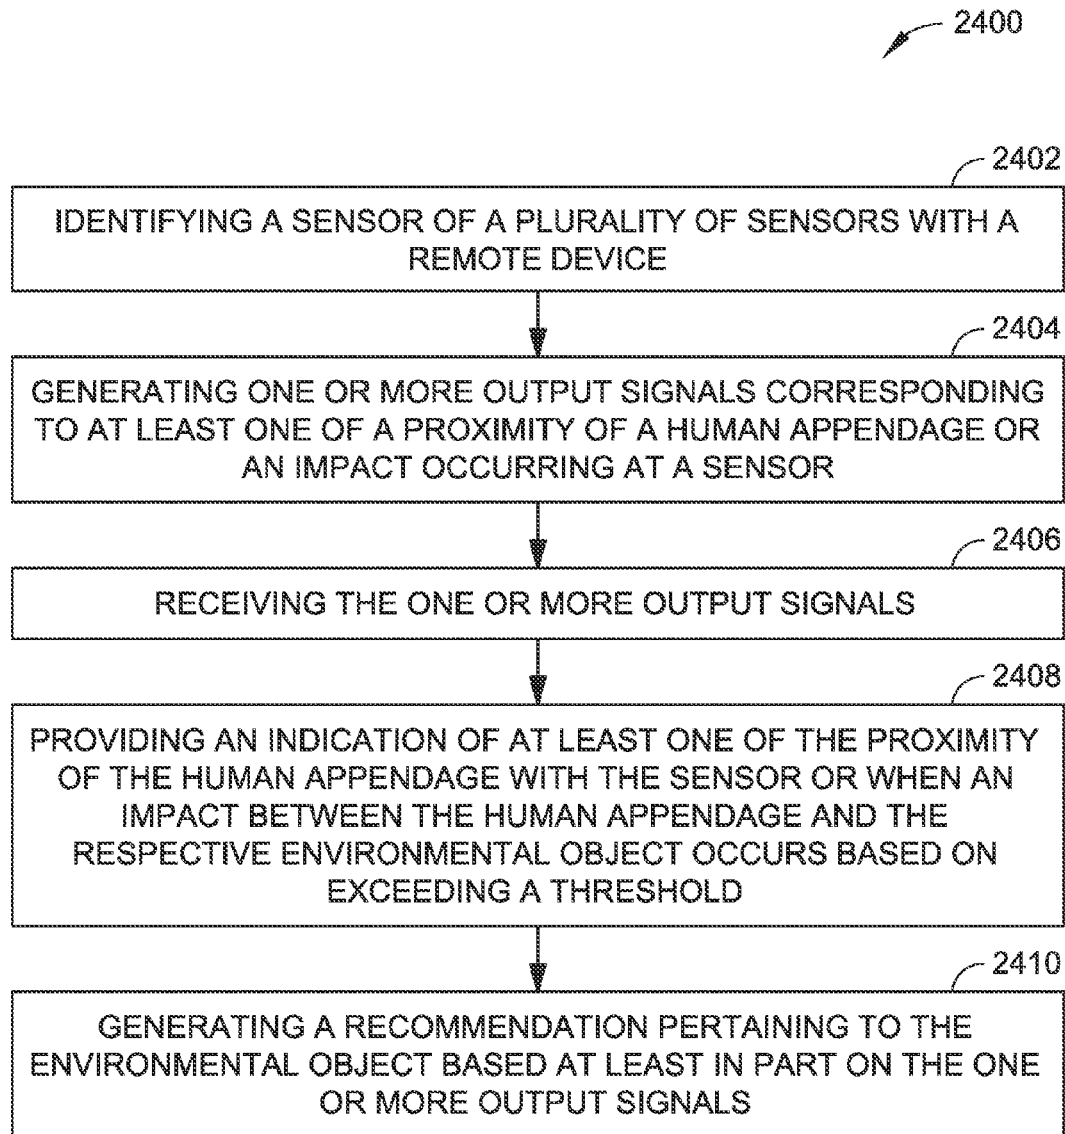 2400
2402
IDENTIFYING A SENSOR OF A PLURALITY OF SENSORS WITH A
REMOTE DEVICE
2404
GENERATING ONE OR MORE OUTPUT SIGNALS CORRESPONDING
TO AT LEAST ONE OF A PROXIMITY OF A HUMAN APPENDAGE OR
AN IMPACT OCCURRING AT A SENSOR
2406
RECEIVING THE ONE OR MORE OUTPUT SIGNALS
2408
PROVIDING AN INDICATION OF AT LEAST ONE OF THE PROXIMITY
OF THE HUMAN APPENDAGE WITH THE SENSOR OR WHEN AN
IMPACT BETWEEN THE HUMAN APPENDAGE AND THE
RESPECTIVE ENVIRONMENTAL OBJECT OCCURS BASED ON
EXCEEDING A THRESHOLD
2410
GENERATING A RECOMMENDATION PERTAINING TO THE
ENVIRONMENTAL OBJECT BASED AT LEAST IN PART ON THE ONE
OR MORE OUTPUT SIGNALS